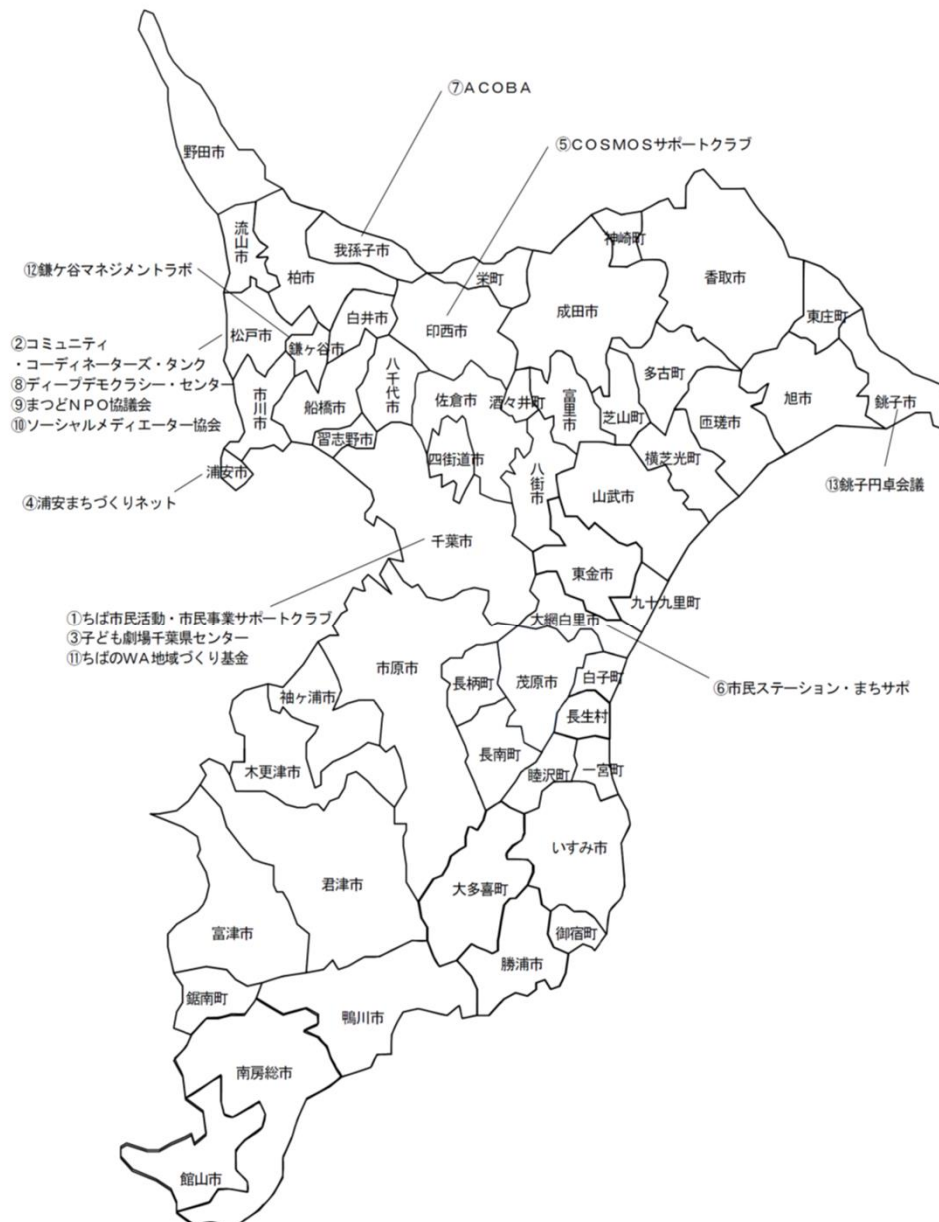 ⑦ACOBA
⑤COSMOSサポートクラブ
野田市
流山市
神崎町
我孫子市
⑫鎌ケ谷マネジメントラボ
柏市
栄町
香取市
成田市
東庄町
白井市
印西市
松戸市
②コミュニティ
・コーディネーターズ・タンク
鎌ヶ谷市
八千代市
多古町
⑧ディープデモクラシー・センター
市川市
⑨まつどNPO協議会
船橋市
佐倉市
酒々井町
富里市
芝山町
旭市
銚子市
⑩ソーシャルメディエーター協会
匝瑳市
習志野市
四街道市
横芝光町
浦安市
八街市
⑬銚子円卓会議
④浦安まちづくりネット
山武市
千葉市
東金市
九十九里町
①ちば市民活動・市民事業サポートクラブ
大網白里市
③子ども劇場千葉県センター
⑪ちばのWA地域づくり基金
市原市
長柄町
茂原市
白子町
⑥市民ステーション・まちサポ
袖ヶ浦市
長生村
長南町
木更津市
睦沢町
一宮町
いすみ市
君津市
大多喜町
富津市
御宿町
勝浦市
鋸南町
鴨川市
南房総市
館山市